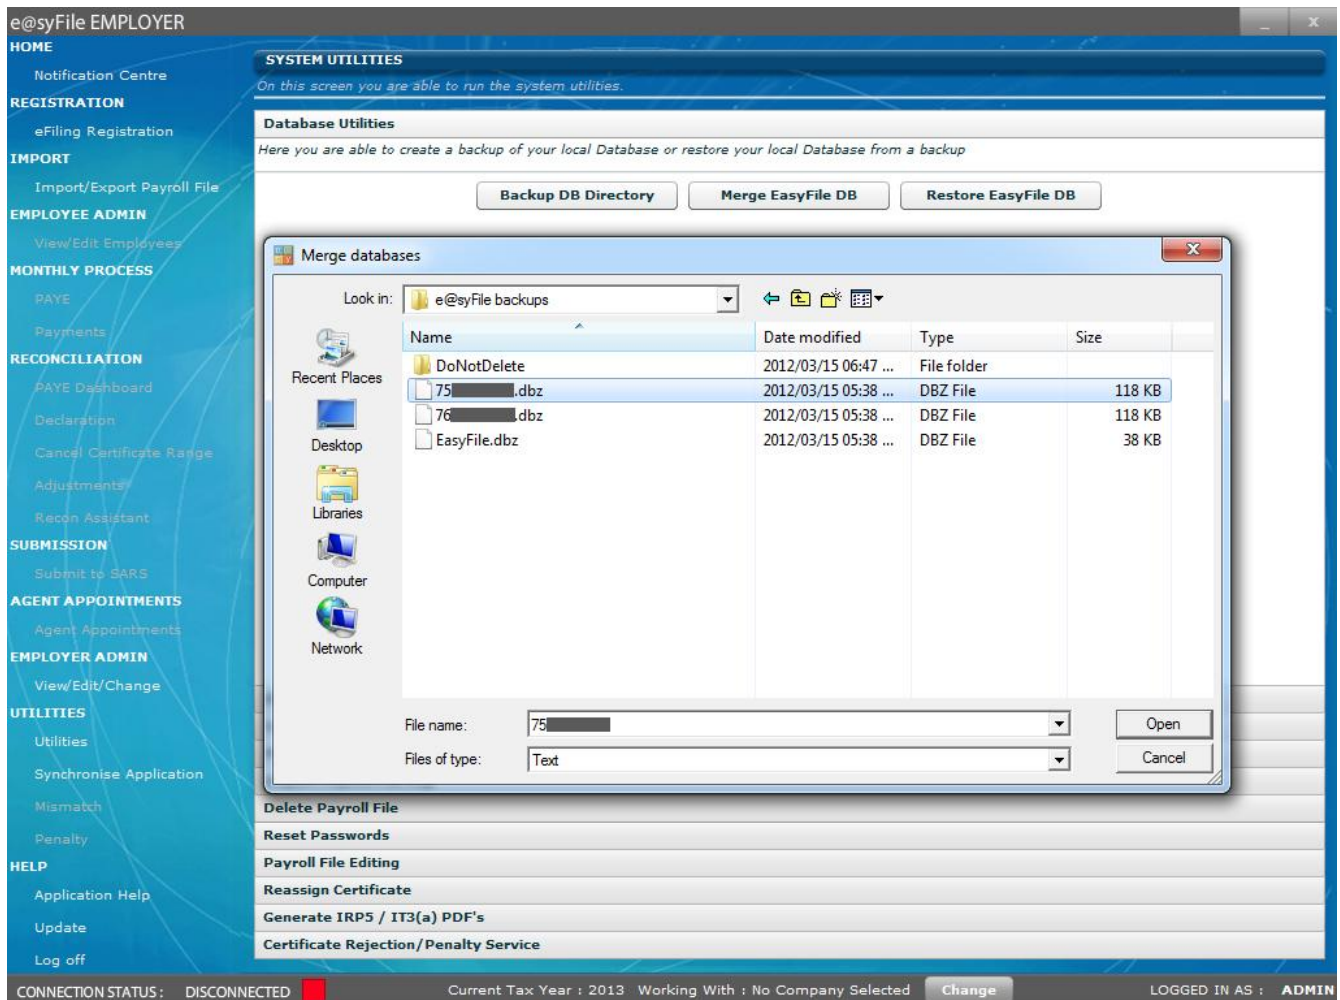 e@syFile EMPLOYER
HOME
Notification Centre
REGISTRATION
eFiling Registration
IMPORT
Import/Export Payroll File
EMPLOYEE ADMIN
View/Edit Employees
MONTHLY PROCESS
PAYE
Payments
RECONCILIATION
PAYE Dashboard
Declaration
Cancel Certificate Range
Adjustments
Recon Assistant
SUBMISSION
Submit to SARS
AGENT APPOINTMENTS
Agent Appointments
EMPLOYER ADMIN
View/Edit/Change
UTILITIES
Utilities
Synchronise Application
Mismatch
Penalty
HELP
Application Help
Update
Log off
SYSTEM UTILITIES
On this screen you are able to run the system utilities.
Database Utilities
Here you are able to create a backup of your local Database or restore your local Database from a backup
Backup DB Directory Merge EasyFile DB Restore EasyFile DB
Merge databases
Look in: e@syFile backups
Recent Places
Desktop
Libraries
Computer
Network
Name Date modified Type Size
DoNotDelete 2012/03/15 06:47 ... File folder
75 .dbz 2012/03/15 05:38 ... DBZ File 118 KB
76 .dbz 2012/03/15 05:38 ... DBZ File 118 KB
EasyFile.dbz 2012/03/15 05:38 ... DBZ File 38 KB
File name: 75 Open
Files of type: Text Cancel
Delete Payroll File
Reset Passwords
Payroll File Editing
Reassign Certificate
Generate IRP5 / IT3(a) PDF's
Certificate Rejection/Penalty Service
CONNECTION STATUS : DISCONNECTED Current Tax Year : 2013 Working With : No Company Selected Change LOGGED IN AS : ADMIN